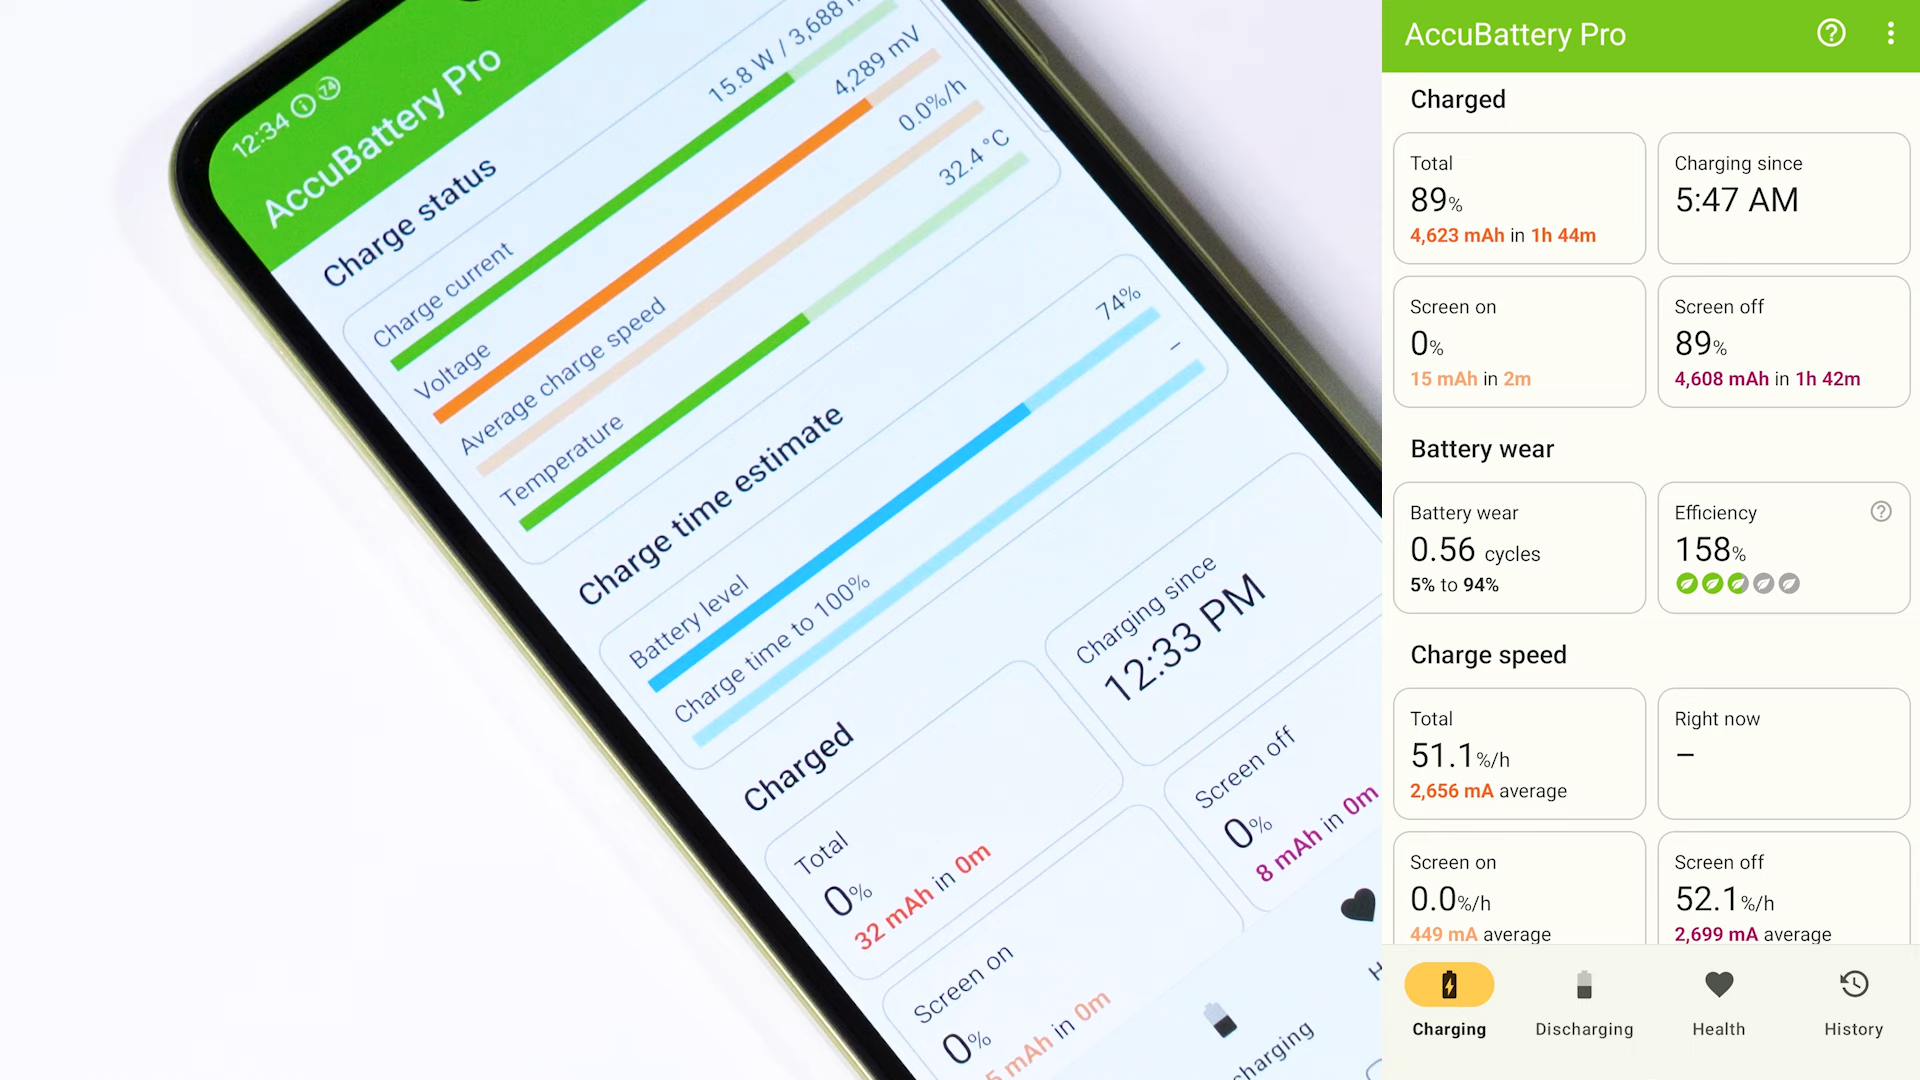 12:34 74
AccuBattery Pro
Charge status
Charge current 15.8 W / 3,688
Voltage 4,289 mV
Average charge speed 0.0%/h
Temperature 32.4°C
Charge time estimate
Battery level 74%
Charge time to 100% –
Charged
Total
0%
32 mAh in 0m
Charging since
12:33 PM
Screen on
0%
5 mAh in 0m
Screen off
0%
8 mAh in 0m
charging
H
AccuBattery Pro
Charged
Total
89%
4,623 mAh in 1h 44m
Charging since
5:47 AM
Screen on
0%
15 mAh in 2m
Screen off
89%
4,608 mAh in 1h 42m
Battery wear
Battery wear
0.56 cycles
5% to 94%
Efficiency
158%
Charge speed
Total
51.1%/h
2,656 mA average
Right now
–
Screen on
0.0%/h
449 mA average
Screen off
52.1%/h
2,699 mA average
Charging
Discharging
Health
History